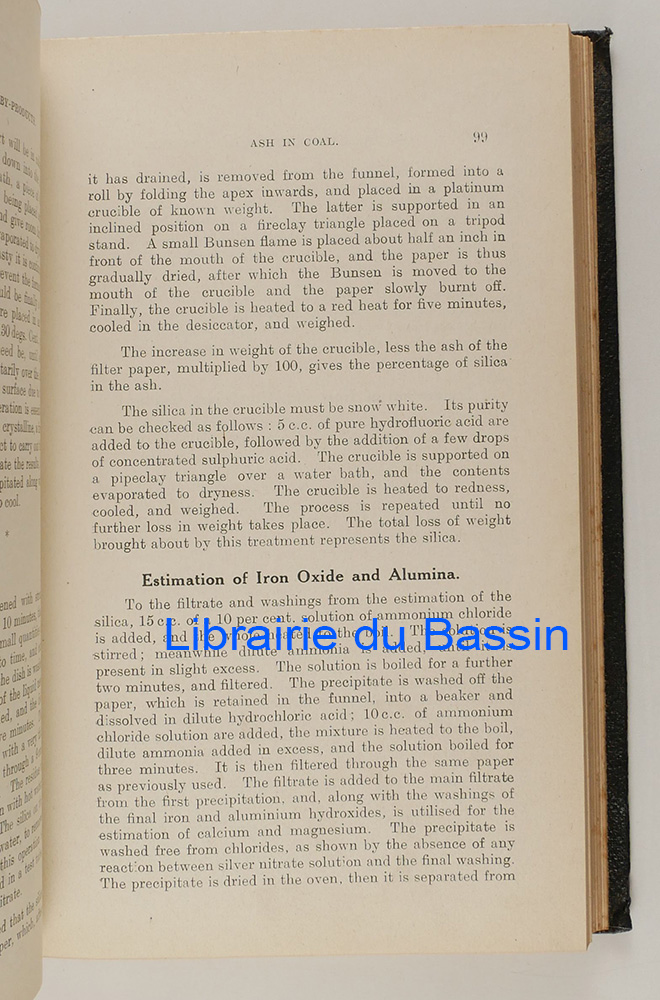 BY-PRODUCTS
ASH IN COAL.
99
it has drained, is removed from the funnel, formed into a
roll by folding the apex inwards, and placed in a platinum
crucible of known weight. The latter is supported in an
inclined position on a fireclay triangle placed on a tripod
stand. A small Bunsen flame is placed about half an inch in
front of the mouth of the crucible, and the paper is thus
gradually dried, after which the Bunsen is moved to the
mouth of the crucible and the paper slowly burnt off.
Finally, the crucible is heated to a red heat for five minutes,
cooled in the desiccator, and weighed.
The increase in weight of the crucible, less the ash of the
filter paper, multiplied by 100, gives the percentage of silica
in the ash.
The silica in the crucible must be snow white. Its purity
can be checked as follows : 5 c.c. of pure hydrofluoric acid are
added to the crucible, followed by the addition of a few drops
of concentrated sulphuric acid. The crucible is supported on
a pipeclay triangle over a water bath, and the contents
evaporated to dryness. The crucible is heated to redness,
cooled, and weighed. The process is repeated until no
further loss in weight takes place. The total loss of weight
brought about by this treatment represents the silica.
Estimation of Iron Oxide and Alumina.
To the filtrate and washings from the estimation of the
silica, 15 c.c. of a 10 per cent. solution of ammonium chloride
is added, and the whole heated to the boil. The solution is
stirred ; meanwhile dilute ammonia is added, until it is
present in slight excess. The solution is boiled for a further
two minutes, and filtered. The precipitate is washed off the
paper, which is retained in the funnel, into a beaker and
dissolved in dilute hydrochloric acid ; 10 c.c. of ammonium
chloride solution are added, the mixture is heated to the boil,
dilute ammonia added in excess, and the solution boiled for
three minutes. It is then filtered through the same paper
as previously used. The filtrate is added to the main filtrate
from the first precipitation, and, along with the washings of
the final iron and aluminium hydroxides, is utilised for the
estimation of calcium and magnesium. The precipitate is
washed free from chlorides, as shown by the absence of any
reaction between silver nitrate solution and the final washing.
The precipitate is dried in the oven, then it is separated from
Librairie du Bassin